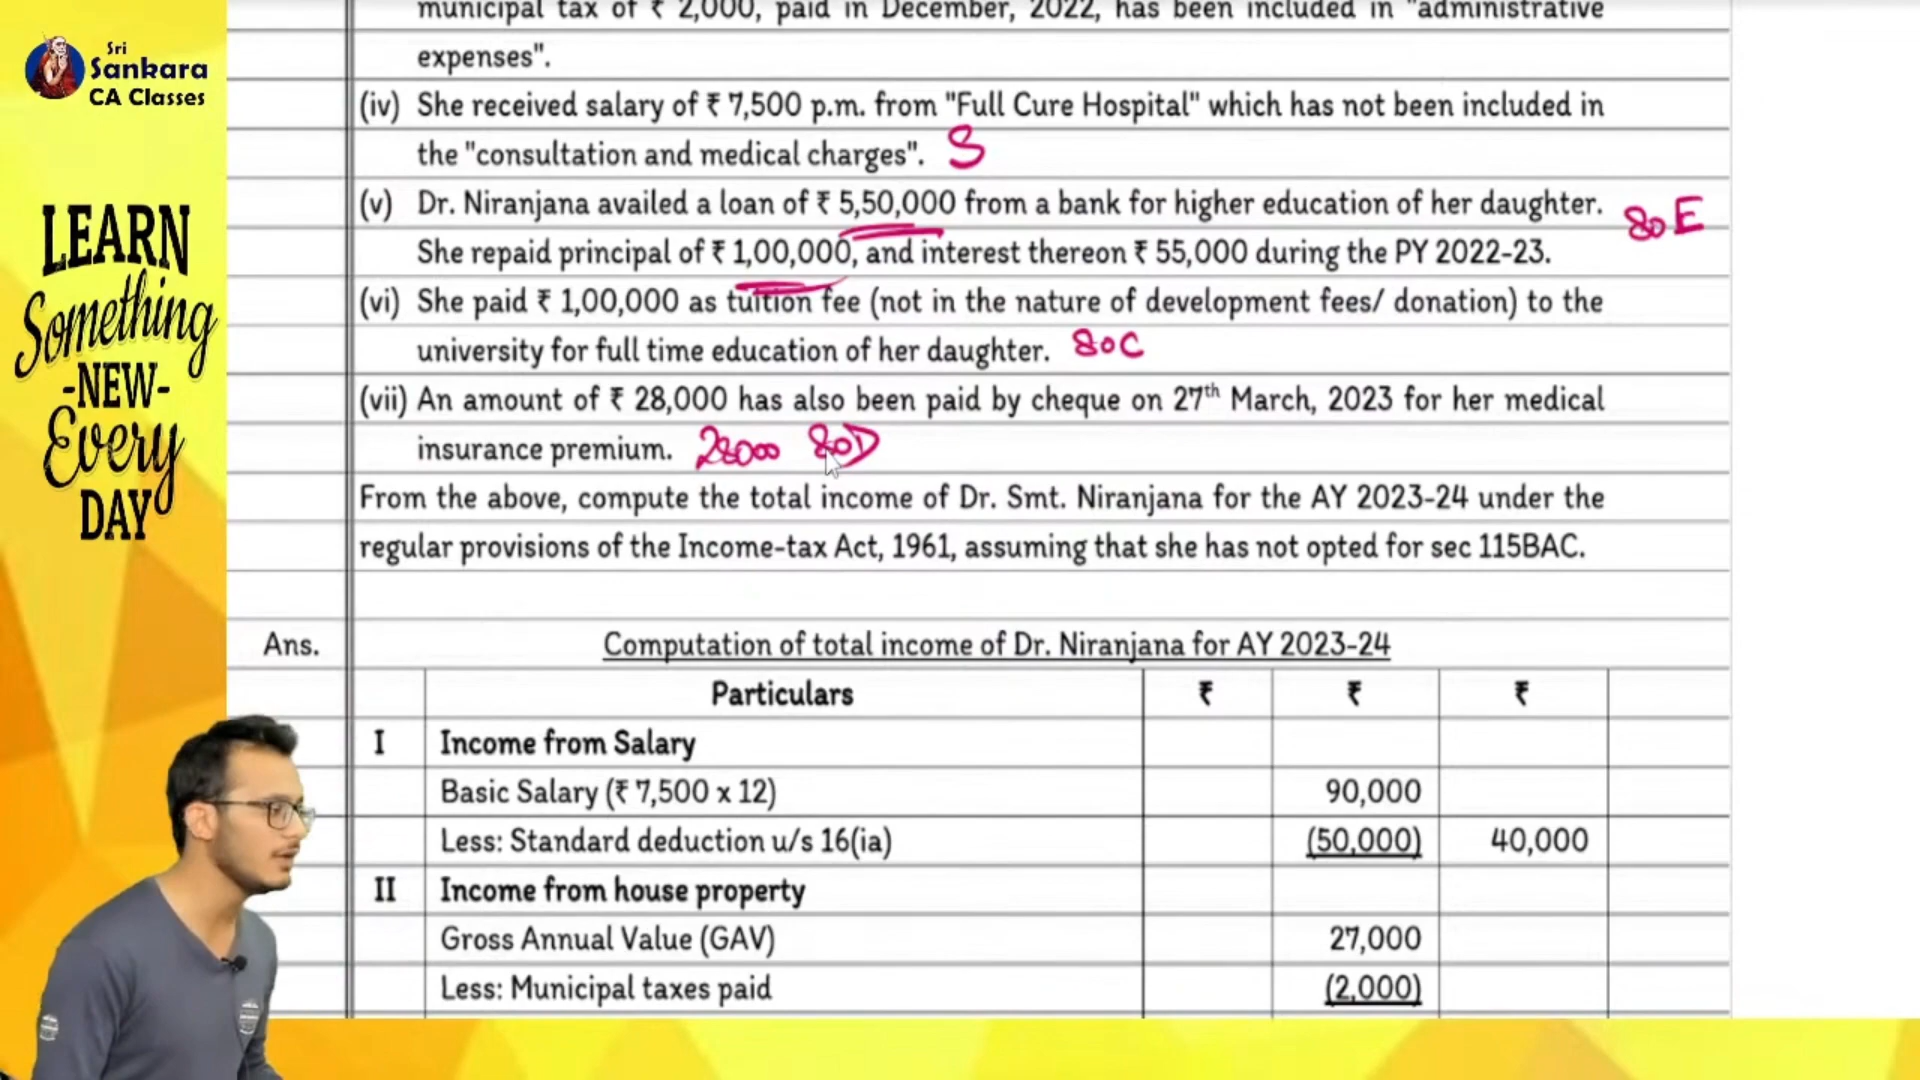 Sri
Sankara
CA Classes
LEARN
Something
-NEW-
Every
DAY
municipal tax of ₹ 2,000, paid in December, 2022, has been included in "administrative
expenses".
(iv) She received salary of ₹ 7,500 p.m. from "Full Cure Hospital" which has not been included in
the "consultation and medical charges". S
(v) Dr. Niranjana availed a loan of ₹ 5,50,000 from a bank for higher education of her daughter. 80E
She repaid principal of ₹ 1,00,000, and interest thereon ₹ 55,000 during the PY 2022-23.
(vi) She paid ₹ 1,00,000 as tuition fee (not in the nature of development fees/ donation) to the
university for full time education of her daughter. 80C
(vii) An amount of ₹ 28,000 has also been paid by cheque on 27th March, 2023 for her medical
insurance premium. 28000 80D
From the above, compute the total income of Dr. Smt. Niranjana for the AY 2023-24 under the
regular provisions of the Income-tax Act, 1961, assuming that she has not opted for sec 115BAC.
Ans. Computation of total income of Dr. Niranjana for AY 2023-24
Particulars ₹ ₹ ₹
I Income from Salary
Basic Salary (₹ 7,500 x 12) 90,000
Less: Standard deduction u/s 16(ia) (50,000) 40,000
II Income from house property
Gross Annual Value (GAV) 27,000
Less: Municipal taxes paid (2,000)